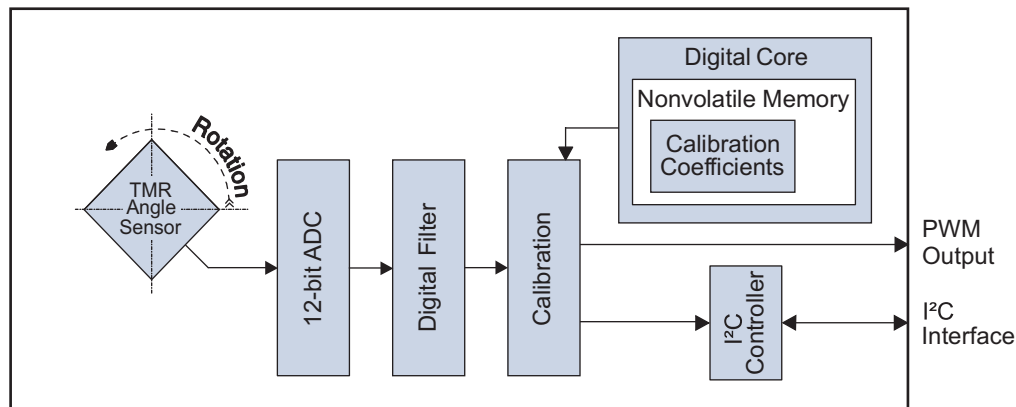 Digital Core
Nonvolatile Memory
Calibration
Coefficients
Rotation
TMR
Angle
Sensor
12-bit ADC
Digital Filter
Calibration
PWM
Output
I²C
Controller
I²C
Interface